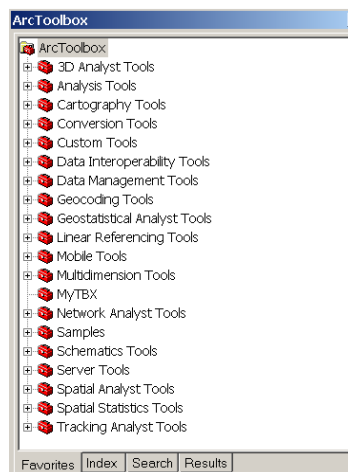 ArcToolbox
ArcToolbox
3D Analyst Tools
Analysis Tools
Cartography Tools
Conversion Tools
Custom Tools
Data Interoperability Tools
Data Management Tools
Geocoding Tools
Geostatistical Analyst Tools
Linear Referencing Tools
Mobile Tools
Multidimension Tools
MyTBX
Network Analyst Tools
Samples
Schematics Tools
Server Tools
Spatial Analyst Tools
Spatial Statistics Tools
Tracking Analyst Tools
Favorites Index Search Results